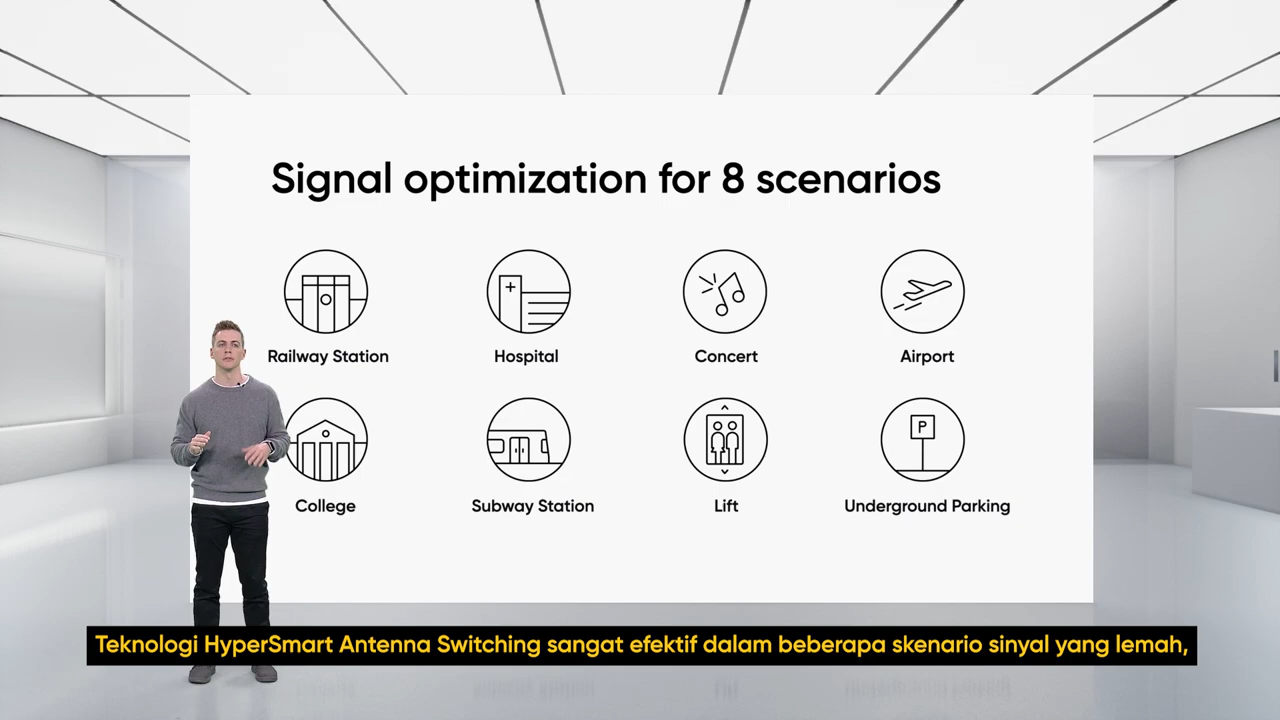 Signal optimization for 8 scenarios
Railway Station
Hospital
Concert
Airport
P
College
Subway Station
Lift
Underground Parking
Teknologi HyperSmart Antenna Switching sangat efektif dalam beberapa skenario sinyal yang lemah,